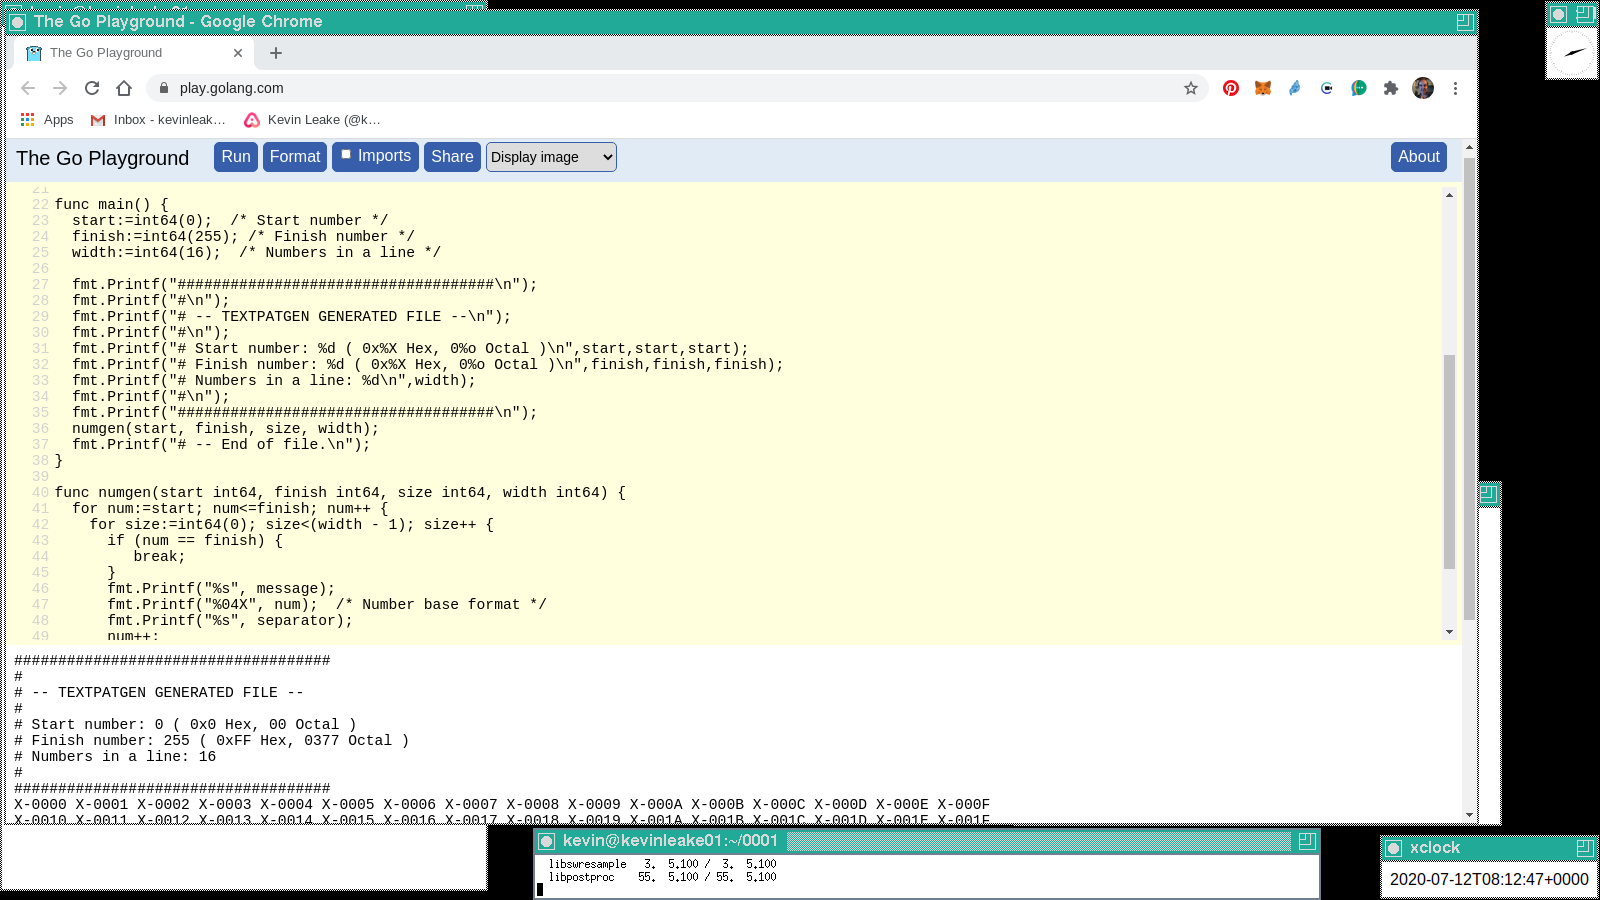 The Go Playground - Google Chrome
The Go Playground
play.golang.com
Apps Inbox - kevinleak... Kevin Leake (@k...
The Go Playground Run Format Imports Share Display image About
21
22 func main() {
23   start:=int64(0);  /* Start number */
24   finish:=int64(255); /* Finish number */
25   width:=int64(16);  /* Numbers in a line */
26
27   fmt.Printf("####################################\n");
28   fmt.Printf("#\n");
29   fmt.Printf("# -- TEXTPATGEN GENERATED FILE --\n");
30   fmt.Printf("#\n");
31   fmt.Printf("# Start number: %d ( 0x%X Hex, 0%o Octal )\n",start,start,start);
32   fmt.Printf("# Finish number: %d ( 0x%X Hex, 0%o Octal )\n",finish,finish,finish);
33   fmt.Printf("# Numbers in a line: %d\n",width);
34   fmt.Printf("#\n");
35   fmt.Printf("####################################\n");
36   numgen(start, finish, size, width);
37   fmt.Printf("# -- End of file.\n");
38 }
39
40 func numgen(start int64, finish int64, size int64, width int64) {
41   for num:=start; num<=finish; num++ {
42     for size:=int64(0); size<(width - 1); size++ {
43       if (num == finish) {
44          break;
45       }
46       fmt.Printf("%s", message);
47       fmt.Printf("%04X", num);  /* Number base format */
48       fmt.Printf("%s", separator);
49       num++;
####################################
#
# -- TEXTPATGEN GENERATED FILE --
#
# Start number: 0 ( 0x0 Hex, 00 Octal )
# Finish number: 255 ( 0xFF Hex, 0377 Octal )
# Numbers in a line: 16
#
####################################
X-0000 X-0001 X-0002 X-0003 X-0004 X-0005 X-0006 X-0007 X-0008 X-0009 X-000A X-000B X-000C X-000D X-000E X-000F
X-0010 X-0011 X-0012 X-0013 X-0014 X-0015 X-0016 X-0017 X-0018 X-0019 X-001A X-001B X-001C X-001D X-001E X-001F
kevin@kevinleake01:~/0001
libswresample   3.  5.100 /  3.  5.100
libpostproc    55.  5.100 / 55.  5.100
xclock
2020-07-12T08:12:47+0000